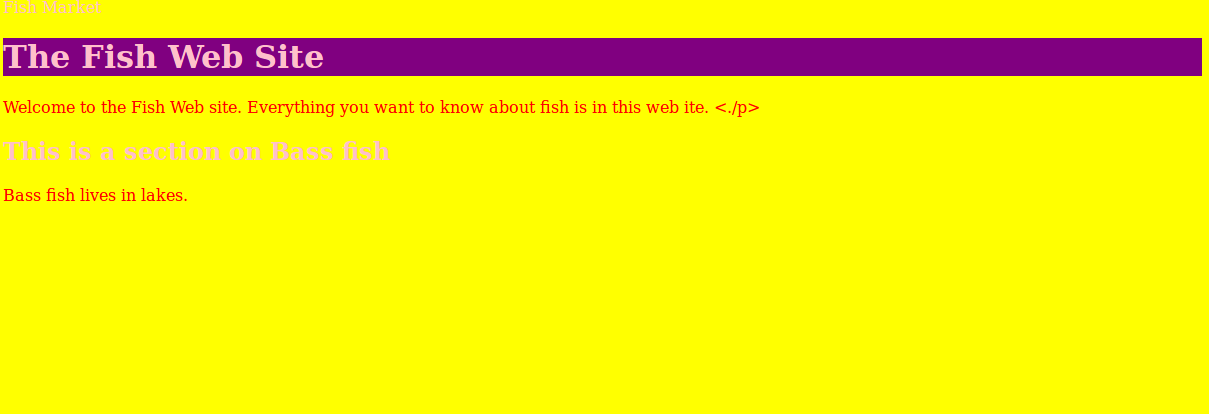 Fish Market
The Fish Web Site
Welcome to the Fish Web site. Everything you want to know about fish is in this web ite. <./p>
This is a section on Bass fish
Bass fish lives in lakes.